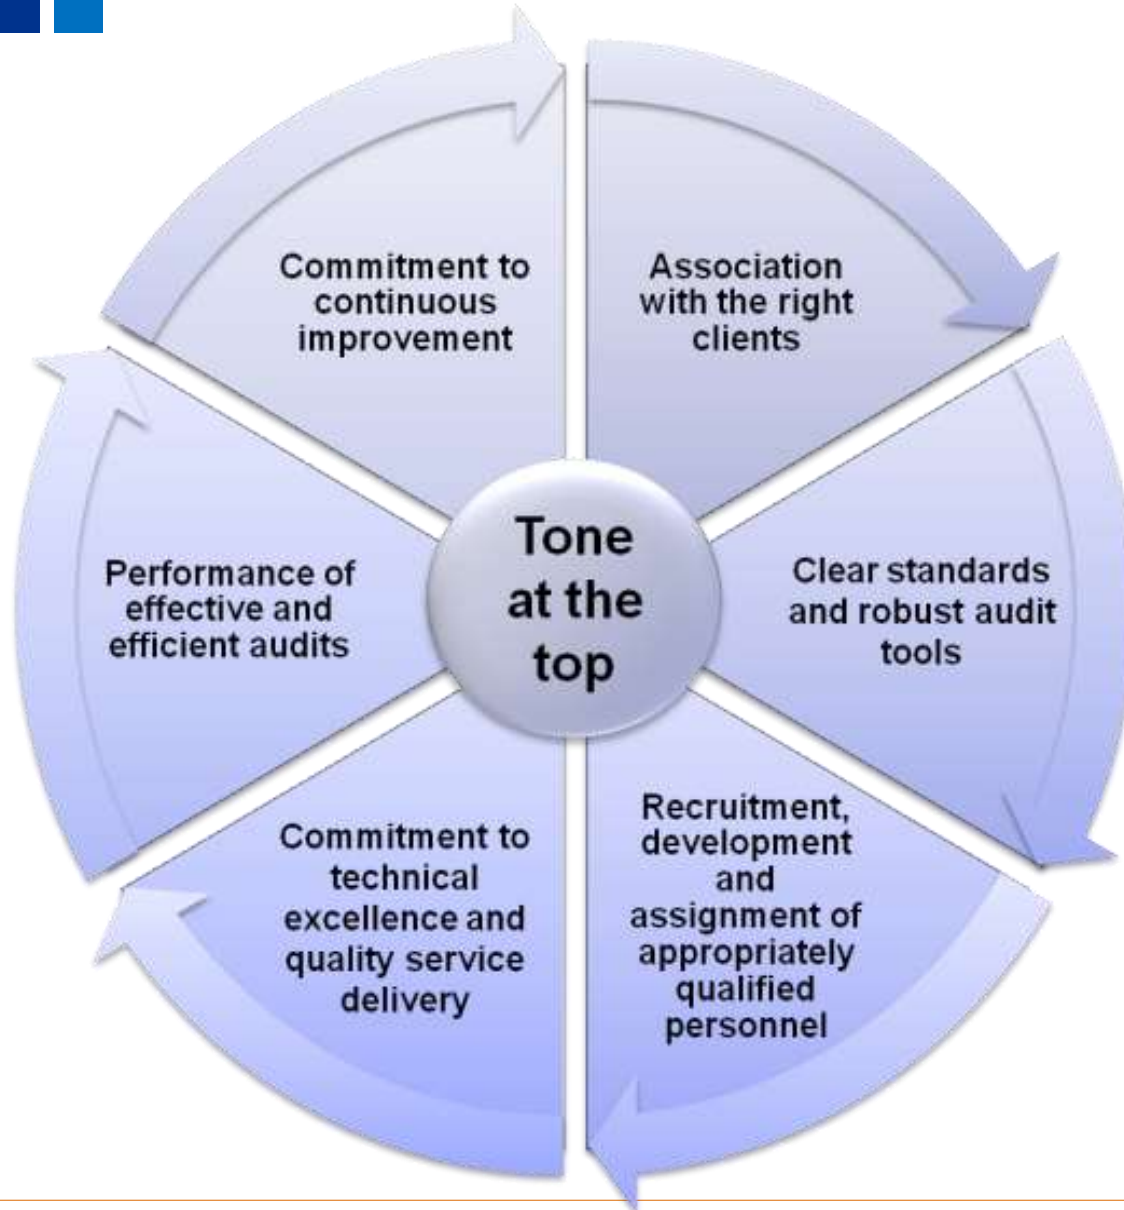 Commitment to
continuous
improvement
Association
with the right
clients
Tone
at the
top
Performance of
effective and
efficient audits
Clear standards
and robust audit
tools
Commitment to
technical
excellence and
quality service
delivery
Recruitment,
development
and
assignment of
appropriately
qualified
personnel